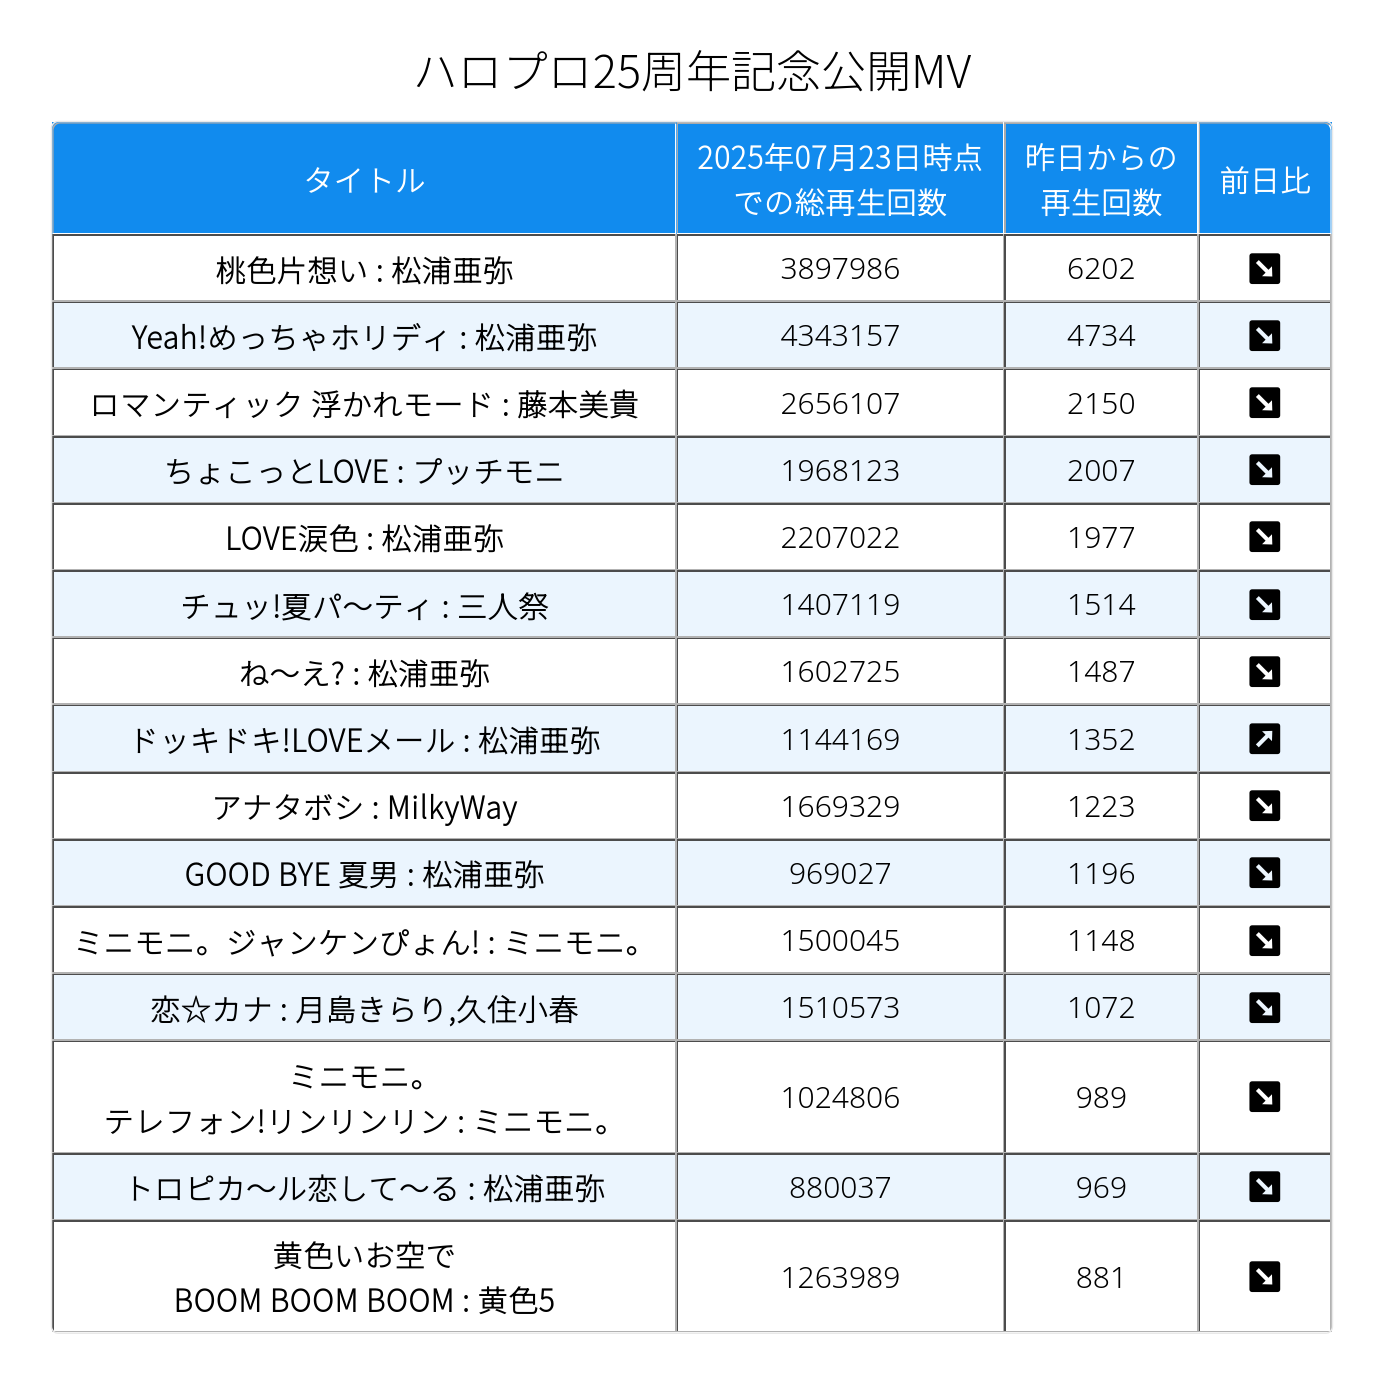 ハロプロ25周年記念公開MV
タイトル
2025年07月23日時点
での総再生回数
昨日からの
再生回数
前日比
桃色片想い : 松浦亜弥 3897986 6202 ↘
Yeah!めっちゃホリディ : 松浦亜弥 4343157 4734 ↘
ロマンティック 浮かれモード : 藤本美貴 2656107 2150 ↘
ちょこっとLOVE : プッチモニ 1968123 2007 ↘
LOVE涙色 : 松浦亜弥 2207022 1977 ↘
チュッ!夏パ〜ティ : 三人祭 1407119 1514 ↘
ね〜え? : 松浦亜弥 1602725 1487 ↘
ドッキドキ!LOVEメール : 松浦亜弥 1144169 1352 ↗
アナタボシ : MilkyWay 1669329 1223 ↘
GOOD BYE 夏男 : 松浦亜弥 969027 1196 ↘
ミニモニ。ジャンケンぴょん! : ミニモニ。 1500045 1148 ↘
恋☆カナ : 月島きらり,久住小春 1510573 1072 ↘
ミニモニ。
テレフォン!リンリンリン : ミニモニ。 1024806 989 ↘
トロピカ〜ル恋して〜る : 松浦亜弥 880037 969 ↘
黄色いお空で
BOOM BOOM BOOM : 黄色5 1263989 881 ↘